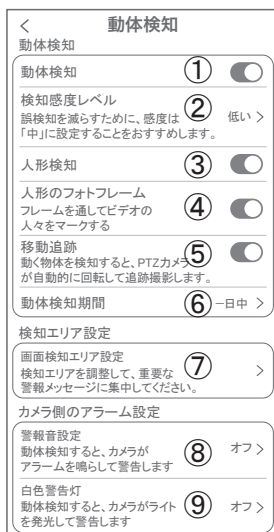 < 動体検知
動体検知
動体検知 ①
検知感度レベル ②
誤検知を減らすために、感度は 低い >
「中」に設定することをおすすめします。
人形検知 ③
人形のフォトフレーム ④
フレームを通してビデオの
人々をマークする
移動追跡 ⑤
動く物体を検知すると、PTZカメラ
が自動的に回転して追跡撮影します。
動体検知期間 ⑥ 一日中 >
検知エリア設定
画面検知エリア設定 ⑦ >
検知エリアを調整して、重要な
警報メッセージに集中してください。
カメラ側のアラーム設定
警報音設定 ⑧ オフ >
動体検知すると、カメラが
アラームを鳴らして警告します
白色警告灯 ⑨ オフ >
動体検知すると、カメラがライト
を発光して警告します